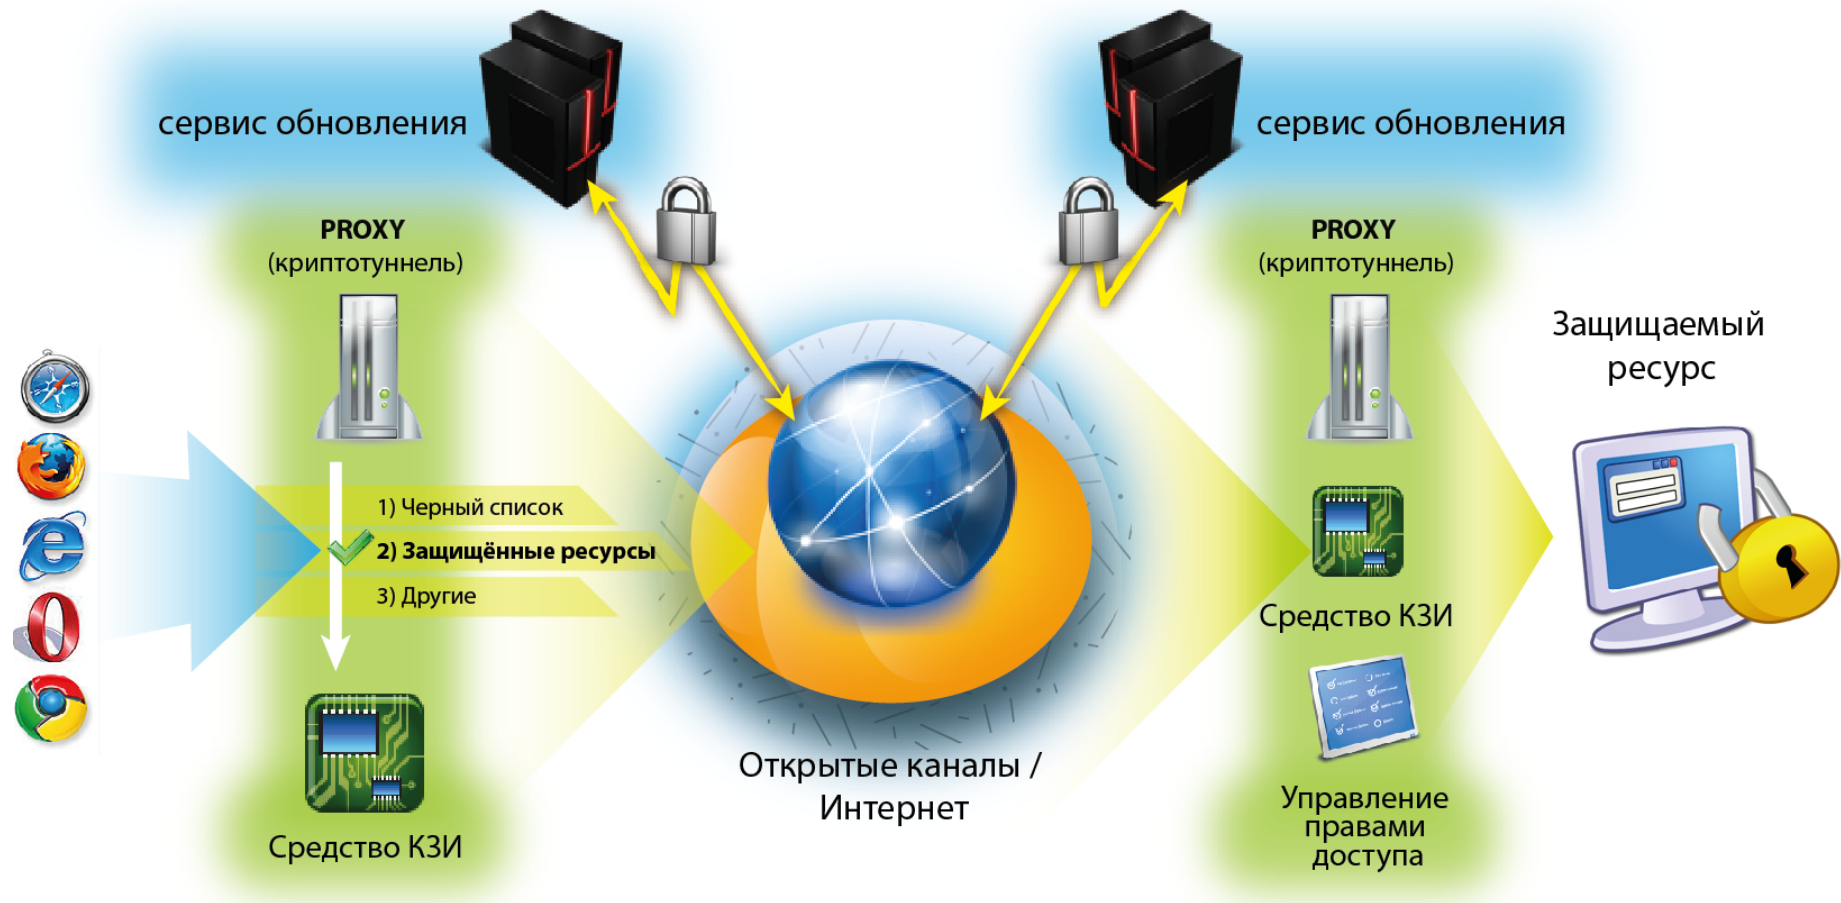 сервис обновления
сервис обновления
PROXY
(криптотуннель)
PROXY
(криптотуннель)
Защищаемый
ресурс
1) Черный список
2) Защищённые ресурсы
3) Другие
Средство КЗИ
Открытые каналы /
Интернет
Управление
правами
доступа
Средство КЗИ